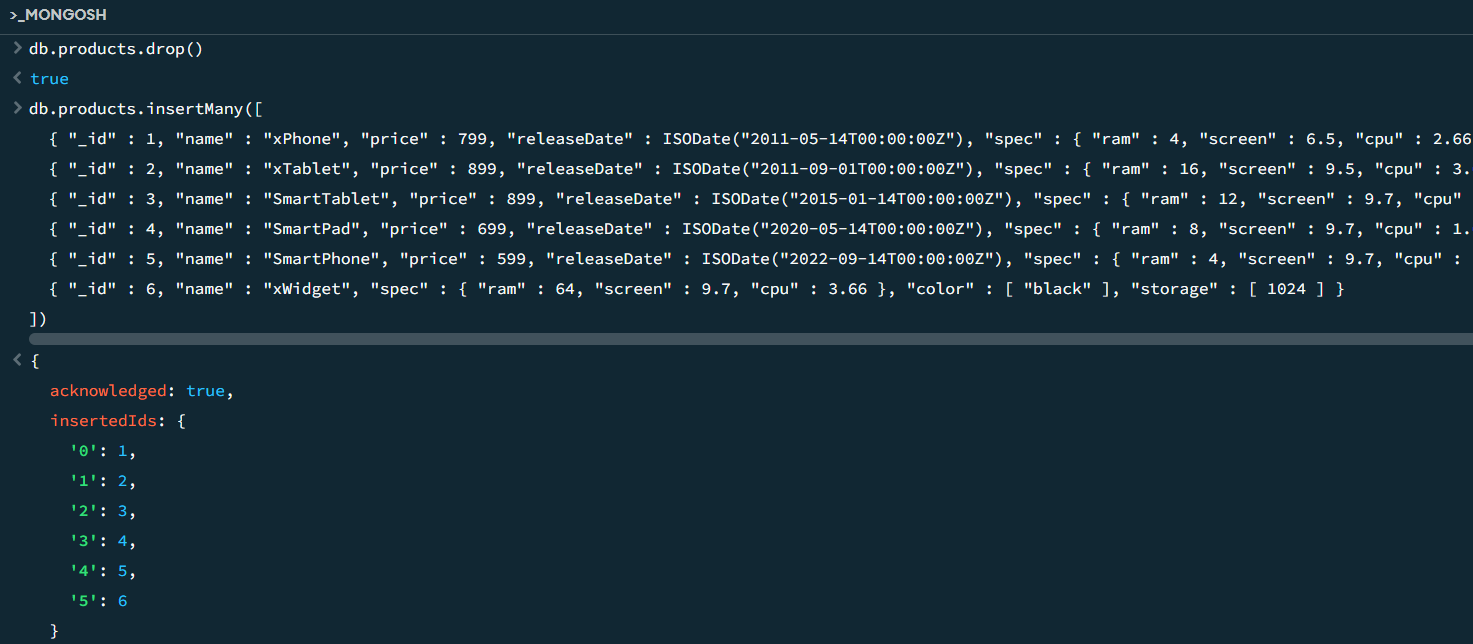 >_MONGOSH
> db.products.drop()
< true
> db.products.insertMany([
{ "_id" : 1, "name" : "xPhone", "price" : 799, "releaseDate" : ISODate("2011-05-14T00:00:00Z"), "spec" : { "ram" : 4, "screen" : 6.5, "cpu" : 2.66
{ "_id" : 2, "name" : "xTablet", "price" : 899, "releaseDate" : ISODate("2011-09-01T00:00:00Z"), "spec" : { "ram" : 16, "screen" : 9.5, "cpu" : 3.
{ "_id" : 3, "name" : "SmartTablet", "price" : 899, "releaseDate" : ISODate("2015-01-14T00:00:00Z"), "spec" : { "ram" : 12, "screen" : 9.7, "cpu"
{ "_id" : 4, "name" : "SmartPad", "price" : 699, "releaseDate" : ISODate("2020-05-14T00:00:00Z"), "spec" : { "ram" : 8, "screen" : 9.7, "cpu" : 1.
{ "_id" : 5, "name" : "SmartPhone", "price" : 599, "releaseDate" : ISODate("2022-09-14T00:00:00Z"), "spec" : { "ram" : 4, "screen" : 9.7, "cpu" :
{ "_id" : 6, "name" : "xWidget", "spec" : { "ram" : 64, "screen" : 9.7, "cpu" : 3.66 }, "color" : [ "black" ], "storage" : [ 1024 ] }
])
< {
acknowledged: true,
insertedIds: {
'0': 1,
'1': 2,
'2': 3,
'3': 4,
'4': 5,
'5': 6
}